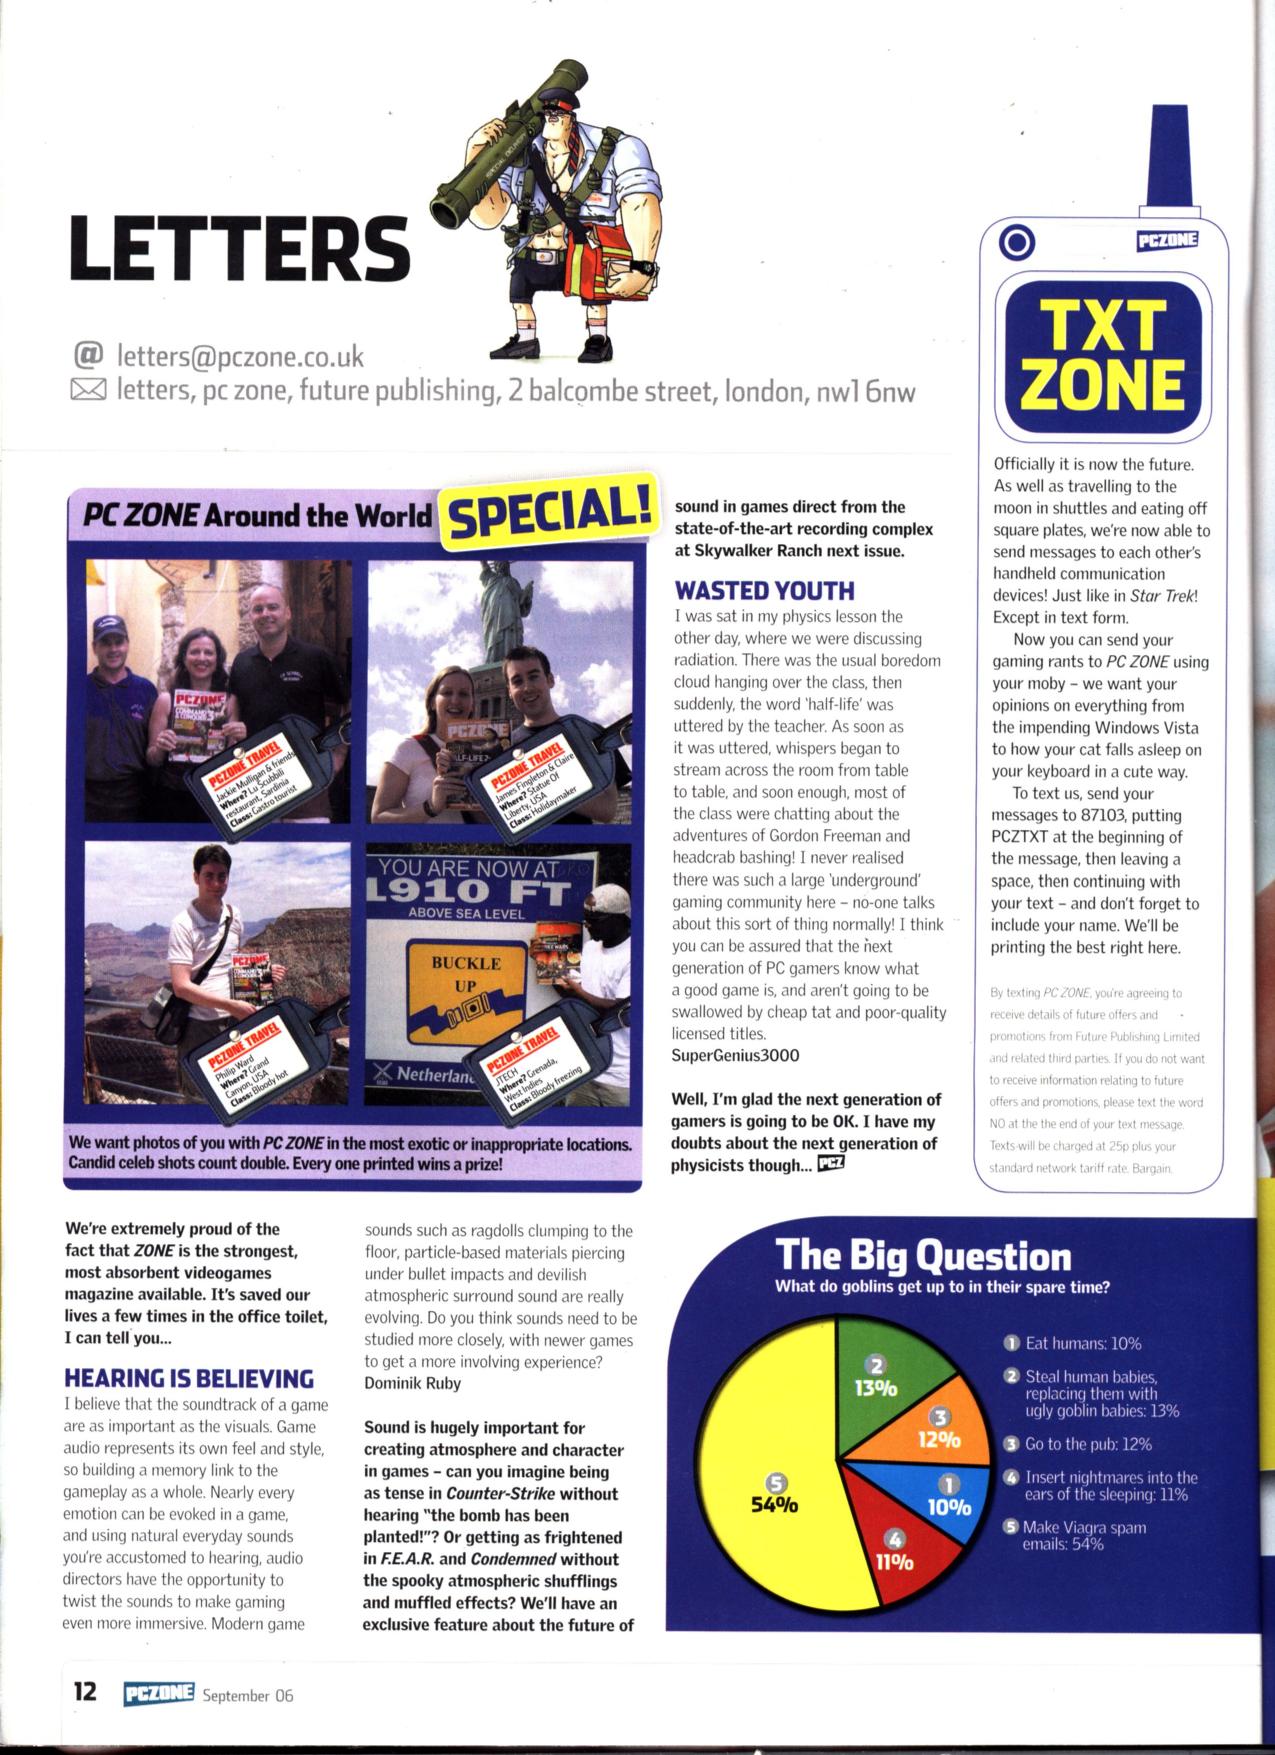 LETTERS
@ letters@pczone.co.uk
letters, pc zone, future publishing, 2 balcombe street, london, nw1 6nw
PC ZONE Around the World SPECIAL!
PCZONE
PCZONE TRAVEL
Jackie Mulligan & friends
Where? Lu Scubbili
restaurant, Sardinia
Class: Gastro tourist
PCZONE
PCZONE TRAVEL
James Fingleton & Claire
Where? Statue Of
Liberty, USA
Class: Holidaymaker
PCZONE
PCZONE TRAVEL
Philip Ward
Where? Grand
Canyon, USA
Class: Bloody hot
YOU ARE NOW AT
1,910 FT
ABOVE SEA LEVEL
BUCKLE
UP
Netherlan
PCZONE TRAVEL
JTECH
Where? Grenada,
West Indies
Class: Bloody freezing
We want photos of you with PC ZONE in the most exotic or inappropriate locations.
Candid celeb shots count double. Every one printed wins a prize!
We're extremely proud of the
fact that ZONE is the strongest,
most absorbent videogames
magazine available. It's saved our
lives a few times in the office toilet,
I can tell you...
HEARING IS BELIEVING
I believe that the soundtrack of a game
are as important as the visuals. Game
audio represents its own feel and style,
so building a memory link to the
gameplay as a whole. Nearly every
emotion can be evoked in a game,
and using natural everyday sounds
you're accustomed to hearing, audio
directors have the opportunity to
twist the sounds to make gaming
even more immersive. Modern game
sounds such as ragdolls clumping to the
floor, particle-based materials piercing
under bullet impacts and devilish
atmospheric surround sound are really
evolving. Do you think sounds need to be
studied more closely, with newer games
to get a more involving experience?
Dominik Ruby
Sound is hugely important for
creating atmosphere and character
in games – can you imagine being
as tense in Counter-Strike without
hearing "the bomb has been
planted!"? Or getting as frightened
in F.E.A.R. and Condemned without
the spooky atmospheric shufflings
and muffled effects? We'll have an
exclusive feature about the future of
sound in games direct from the
state-of-the-art recording complex
at Skywalker Ranch next issue.
WASTED YOUTH
I was sat in my physics lesson the
other day, where we were discussing
radiation. There was the usual boredom
cloud hanging over the class, then
suddenly, the word 'half-life' was
uttered by the teacher. As soon as
it was uttered, whispers began to
stream across the room from table
to table, and soon enough, most of
the class were chatting about the
adventures of Gordon Freeman and
headcrab bashing! I never realised
there was such a large 'underground'
gaming community here – no-one talks
about this sort of thing normally! I think
you can be assured that the next
generation of PC gamers know what
a good game is, and aren't going to be
swallowed by cheap tat and poor-quality
licensed titles.
SuperGenius3000
Well, I'm glad the next generation of
gamers is going to be OK. I have my
doubts about the next generation of
physicists though... PCZ
PCZONE
TXT
ZONE
Officially it is now the future.
As well as travelling to the
moon in shuttles and eating off
square plates, we're now able to
send messages to each other's
handheld communication
devices! Just like in Star Trek!
Except in text form.
Now you can send your
gaming rants to PC ZONE using
your moby – we want your
opinions on everything from
the impending Windows Vista
to how your cat falls asleep on
your keyboard in a cute way.
To text us, send your
messages to 87103, putting
PCZTXT at the beginning of
the message, then leaving a
space, then continuing with
your text – and don't forget to
include your name. We'll be
printing the best right here.
By texting PC ZONE, you're agreeing to
receive details of future offers and
promotions from Future Publishing Limited
and related third parties. If you do not want
to receive information relating to future
offers and promotions, please text the word
NO at the the end of your text message.
Texts will be charged at 25p plus your
standard network tariff rate. Bargain.
The Big Question
What do goblins get up to in their spare time?
2
13%
3
12%
1
10%
4
11%
5
54%
1 Eat humans: 10%
2 Steal human babies,
replacing them with
ugly goblin babies: 13%
3 Go to the pub: 12%
4 Insert nightmares into the
ears of the sleeping: 11%
5 Make Viagra spam
emails: 54%
12 PCZONE September 06